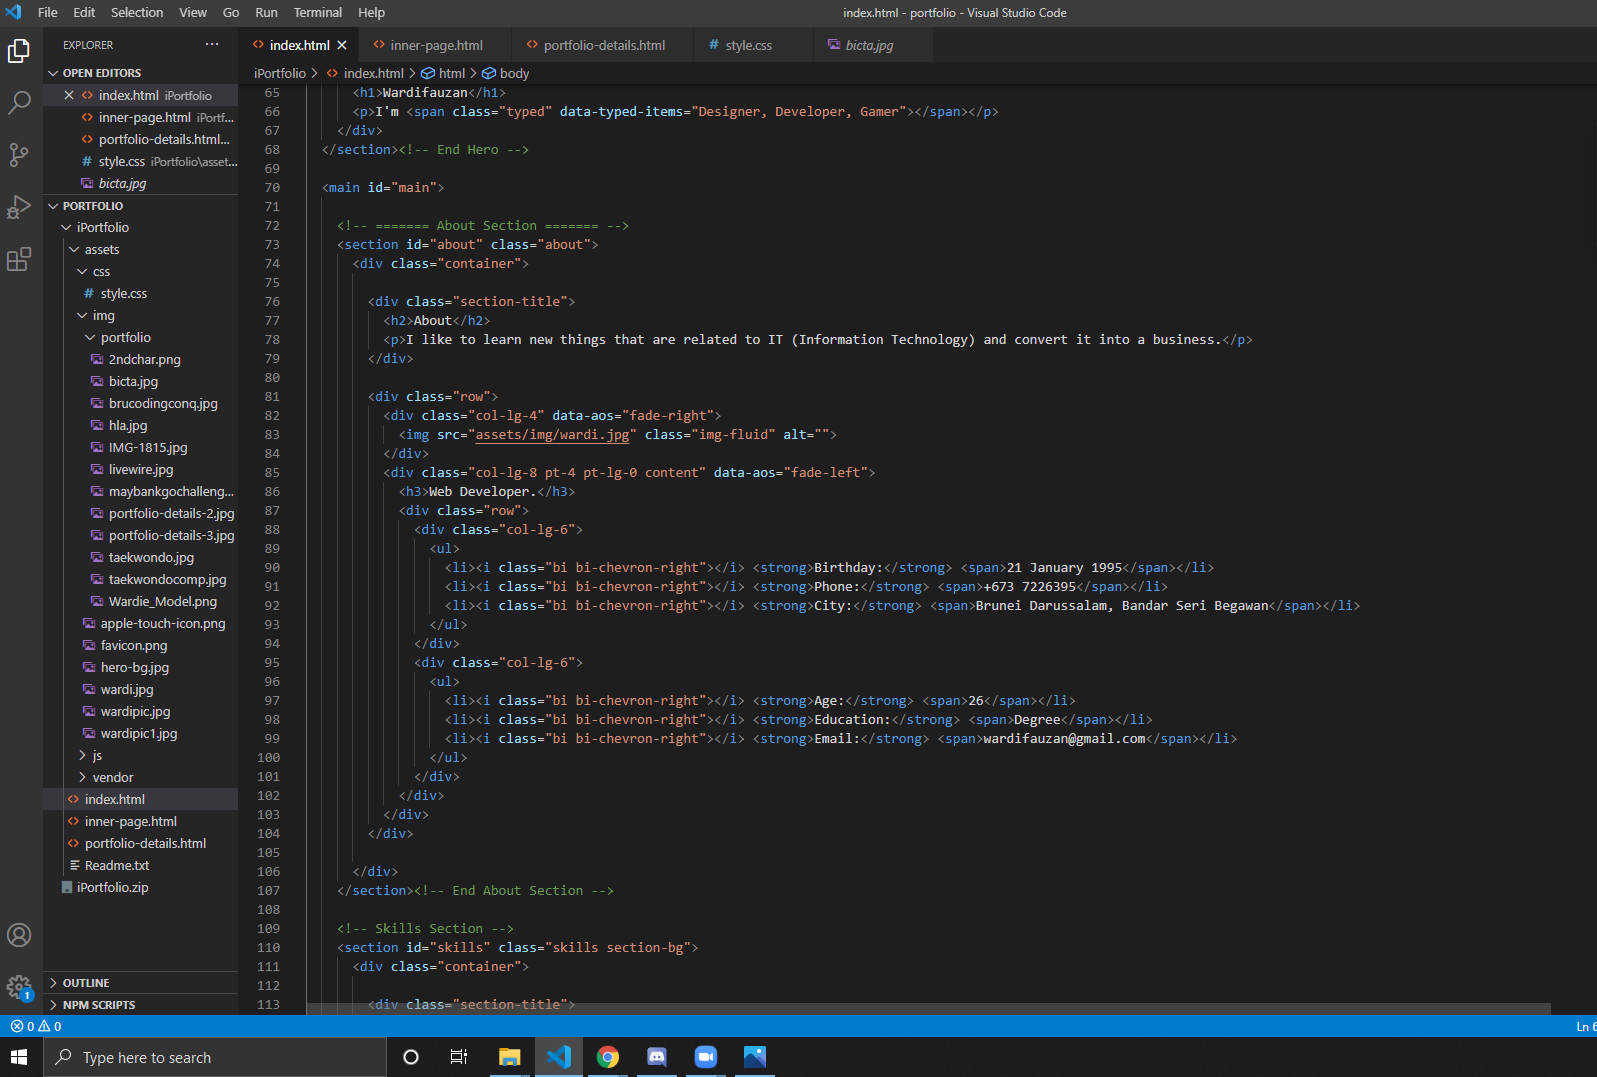 File Edit Selection View Go Run Terminal Help index.html - portfolio - Visual Studio Code
EXPLORER ...
OPEN EDITORS
index.html iPortfolio
inner-page.html iPortf...
portfolio-details.html...
# style.css iPortfolio\asset...
bicta.jpg
PORTFOLIO
iPortfolio
assets
css
# style.css
img
portfolio
2ndchar.png
bicta.jpg
brucodingconq.jpg
hla.jpg
IMG-1815.jpg
livewire.jpg
maybankgochalleng...
portfolio-details-2.jpg
portfolio-details-3.jpg
taekwondo.jpg
taekwondocomp.jpg
Wardie_Model.png
apple-touch-icon.png
favicon.png
hero-bg.jpg
wardi.jpg
wardipic.jpg
wardipic1.jpg
js
vendor
index.html
inner-page.html
portfolio-details.html
Readme.txt
iPortfolio.zip
OUTLINE
NPM SCRIPTS
1
index.html inner-page.html portfolio-details.html # style.css bicta.jpg
iPortfolio > index.html > html > body
65 <h1>Wardifauzan</h1>
66 <p>I'm <span class="typed" data-typed-items="Designer, Developer, Gamer"></span></p>
67 </div>
68 </section><!-- End Hero -->
69
70 <main id="main">
71
72 <!-- ======= About Section ======= -->
73 <section id="about" class="about">
74 <div class="container">
75
76 <div class="section-title">
77 <h2>About</h2>
78 <p>I like to learn new things that are related to IT (Information Technology) and convert it into a business.</p>
79 </div>
80
81 <div class="row">
82 <div class="col-lg-4" data-aos="fade-right">
83 <img src="assets/img/wardi.jpg" class="img-fluid" alt="">
84 </div>
85 <div class="col-lg-8 pt-4 pt-lg-0 content" data-aos="fade-left">
86 <h3>Web Developer.</h3>
87 <div class="row">
88 <div class="col-lg-6">
89 <ul>
90 <li><i class="bi bi-chevron-right"></i> <strong>Birthday:</strong> <span>21 January 1995</span></li>
91 <li><i class="bi bi-chevron-right"></i> <strong>Phone:</strong> <span>+673 7226395</span></li>
92 <li><i class="bi bi-chevron-right"></i> <strong>City:</strong> <span>Brunei Darussalam, Bandar Seri Begawan</span></li>
93 </ul>
94 </div>
95 <div class="col-lg-6">
96 <ul>
97 <li><i class="bi bi-chevron-right"></i> <strong>Age:</strong> <span>26</span></li>
98 <li><i class="bi bi-chevron-right"></i> <strong>Education:</strong> <span>Degree</span></li>
99 <li><i class="bi bi-chevron-right"></i> <strong>Email:</strong> <span>wardifauzan@gmail.com</span></li>
100 </ul>
101 </div>
102 </div>
103 </div>
104 </div>
105
106 </div>
107 </section><!-- End About Section -->
108
109 <!-- Skills Section -->
110 <section id="skills" class="skills section-bg">
111 <div class="container">
112
113 <div class="section-title">
0 0 Ln 6
Type here to search